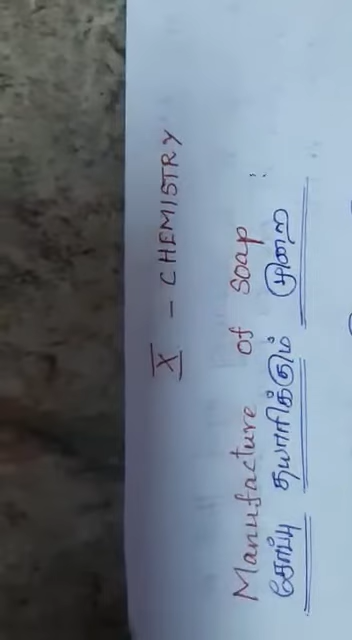 X - CHEMISTRY
Manufacture of Soap :
சோப்பு தயாரிக்கும் முறை